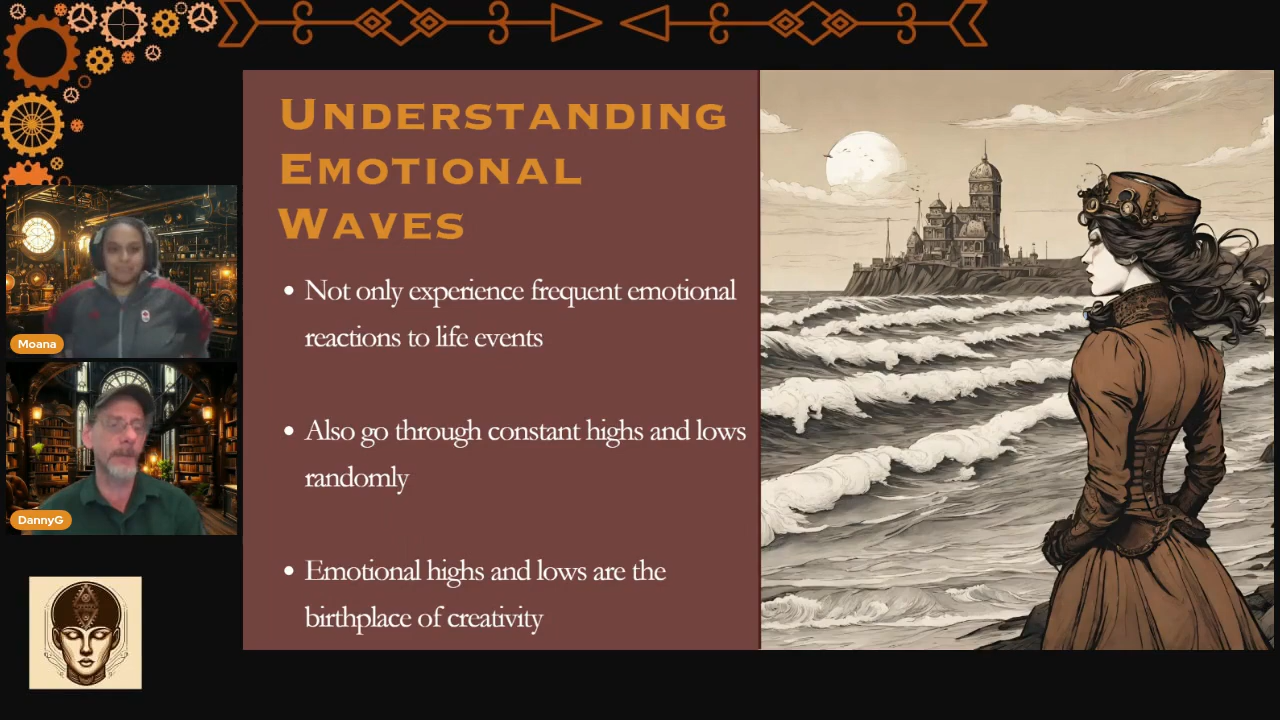 Understanding
Emotional
Waves
• Not only experience frequent emotional
reactions to life events
• Also go through constant highs and lows
randomly
• Emotional highs and lows are the
birthplace of creativity
Moana
DannyG